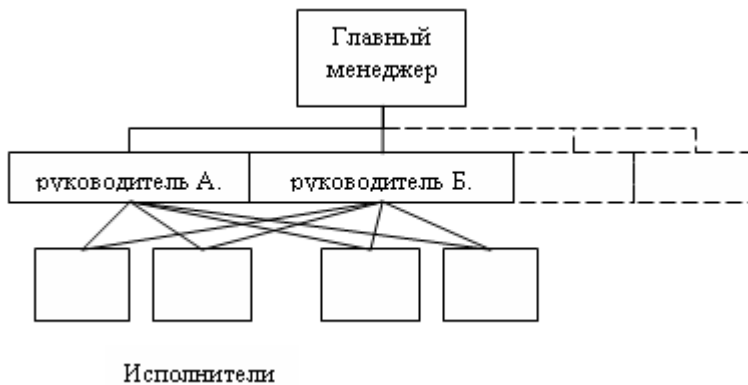 Главный
менеджер
руководитель А.
руководитель Б.
Исполнители